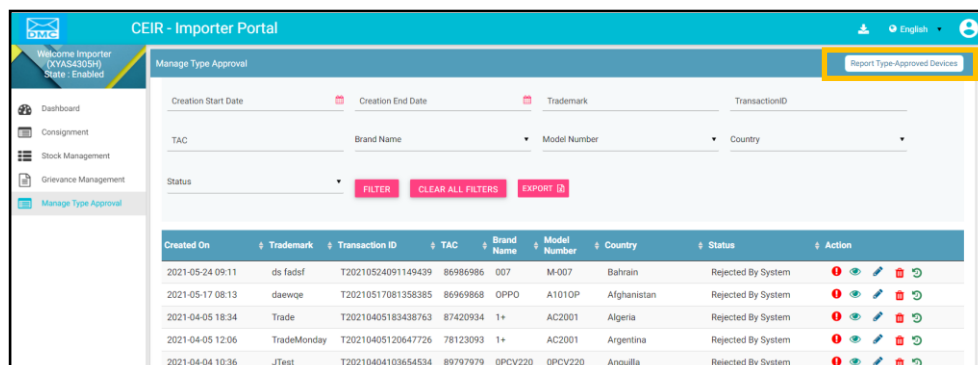 DMC
CEIR - Importer Portal
English
Welcome Importer
(XYAS4305H)
State : Enabled
Manage Type Approval
Report Type-Approved Devices
Dashboard
Consignment
Stock Management
Grievance Management
Manage Type Approval
Creation Start Date Creation End Date Trademark TransactionID
TAC Brand Name Model Number Country
Status FILTER CLEAR ALL FILTERS EXPORT
Created On Trademark Transaction ID TAC Brand Name Model Number Country Status Action
2021-05-24 09:11 ds fadsf T20210524091149439 86986986 007 M-007 Bahrain Rejected By System
2021-05-17 08:13 daewqe T20210517081358385 86969868 OPPO A101OP Afghanistan Rejected By System
2021-04-05 18:34 Trade T20210405183438763 87420934 1+ AC2001 Algeria Rejected By System
2021-04-05 12:06 TradeMonday T20210405120647726 78123093 1+ AC2001 Argentina Rejected By System
2021-04-04 10:36 JTest T20210404103654534 89797979 0PCV220 0PCV220 Anguilla Rejected By System